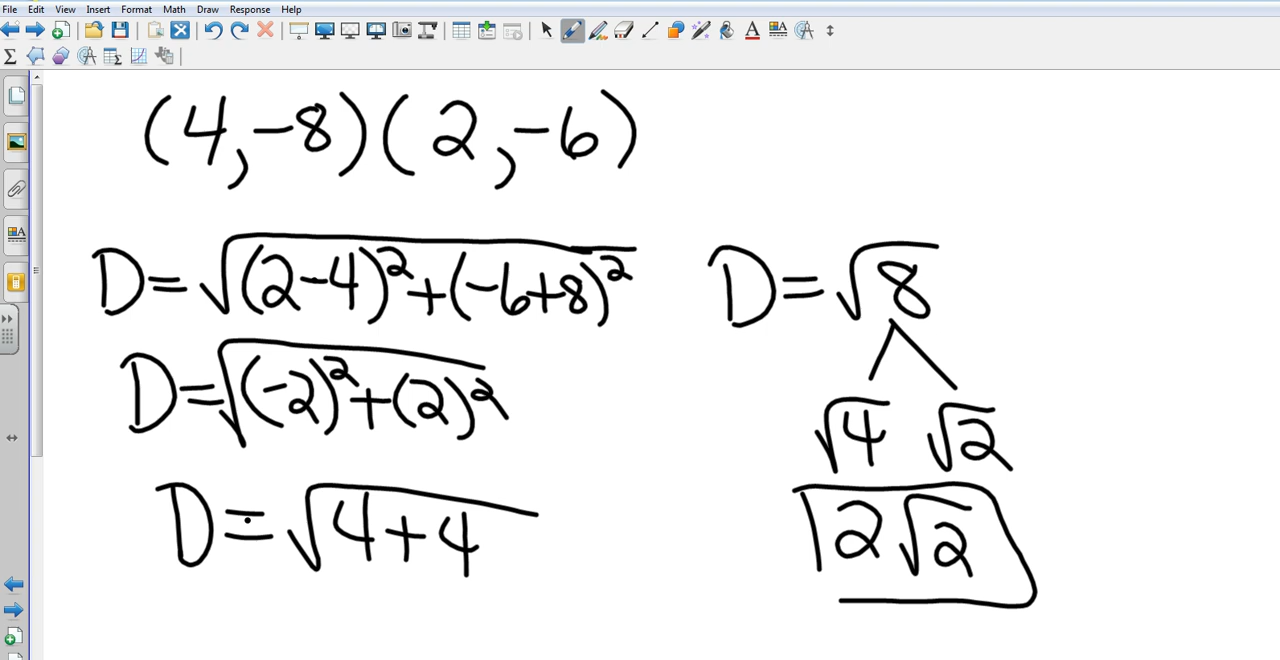 File Edit View Insert Format Math Draw Response Help
(4,-8)(2,-6)
D=√(2-4)²+(-6+8)²
D=√(-2)²+(2)²
D=√4+4
D=√8
√4 √2
2√2